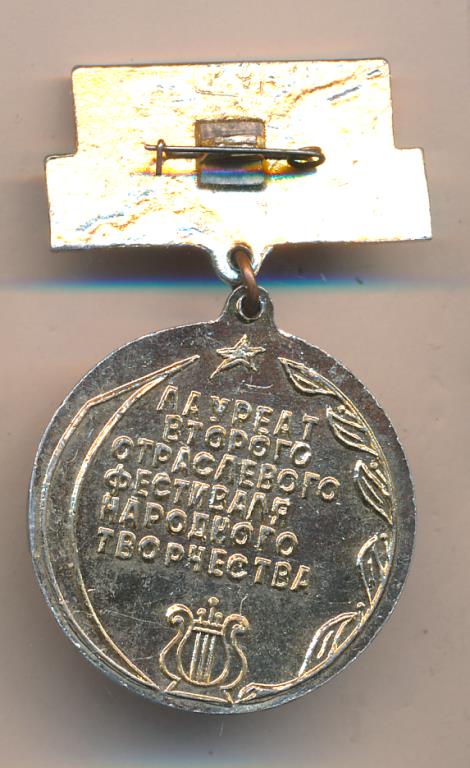 ЛАУРЕАТ
ВТОРОГО
ОТРАСЛЕВОГО
ФЕСТИВАЛЯ
НАРОДНОГО
ТВОРЧЕСТВА